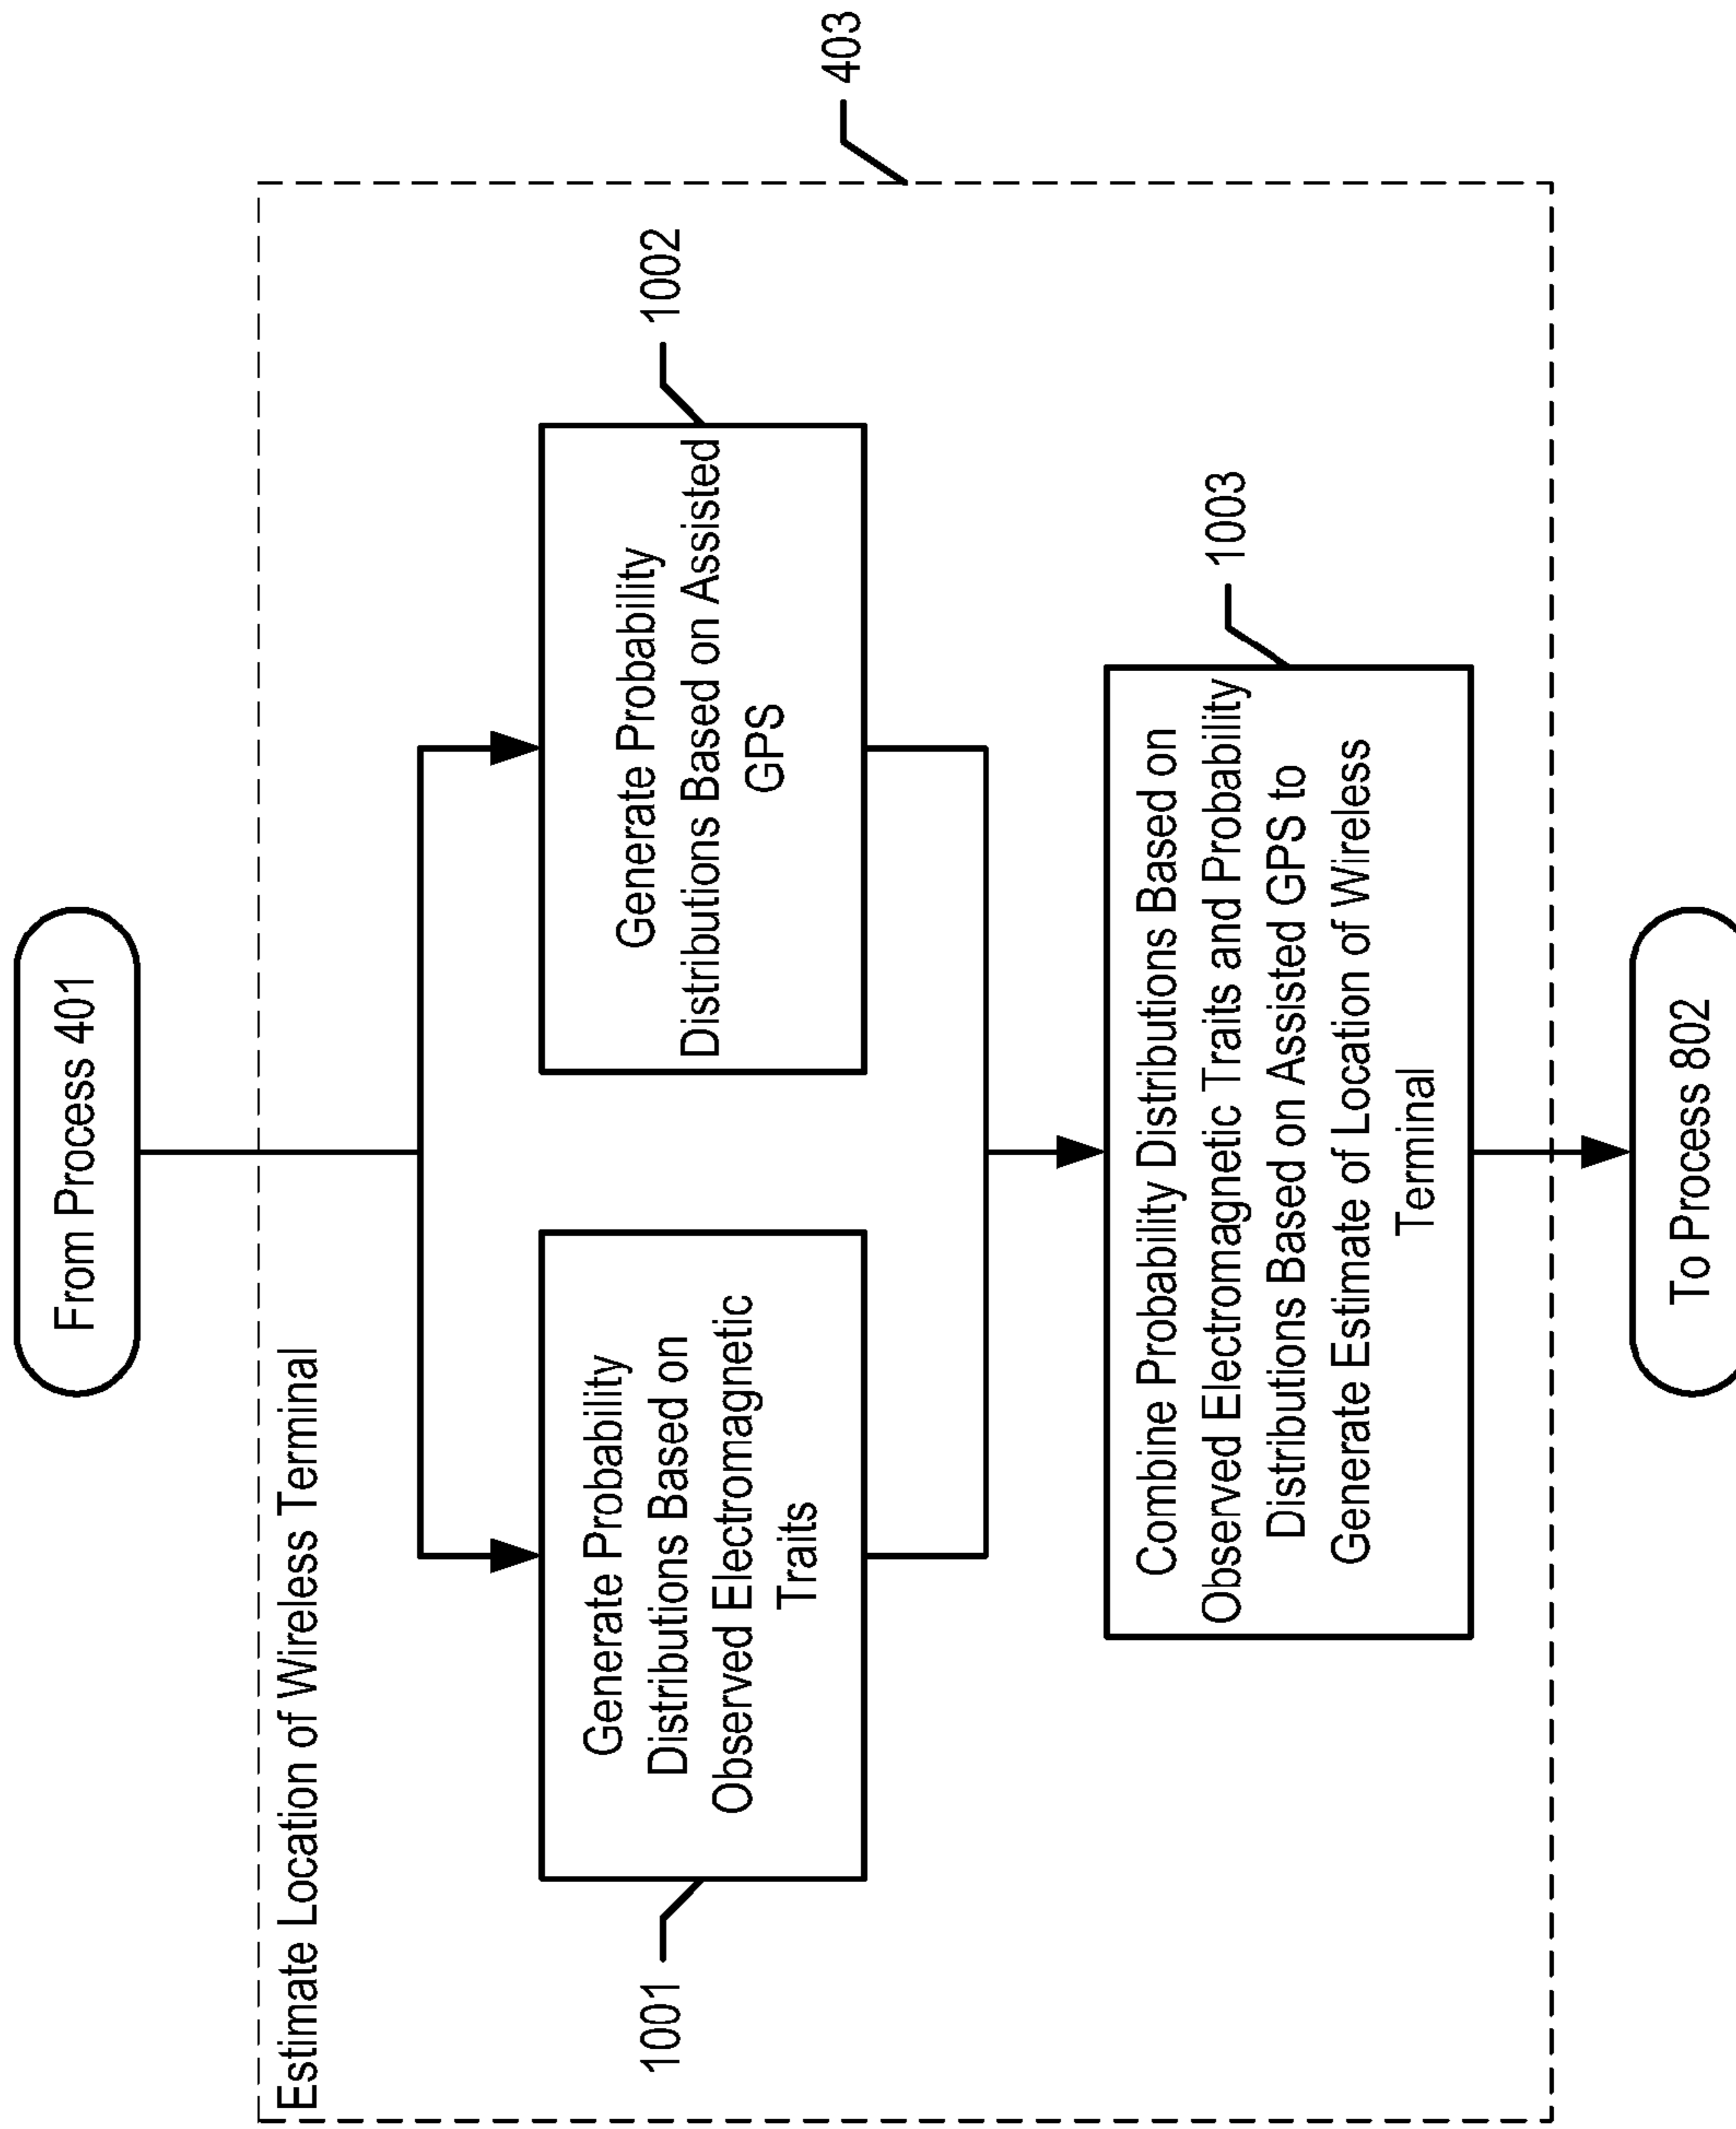 From Process 401
Estimate Location of Wireless Terminal
403
1001
Generate Probability
Distributions Based on
Observed Electromagnetic
Traits
1002
Generate Probability
Distributions Based on Assisted
GPS
1003
Combine Probability Distributions Based on
Observed Electromagnetic Traits and Probability
Distributions Based on Assisted GPS to
Generate Estimate of Location of Wireless
Terminal
To Process 802